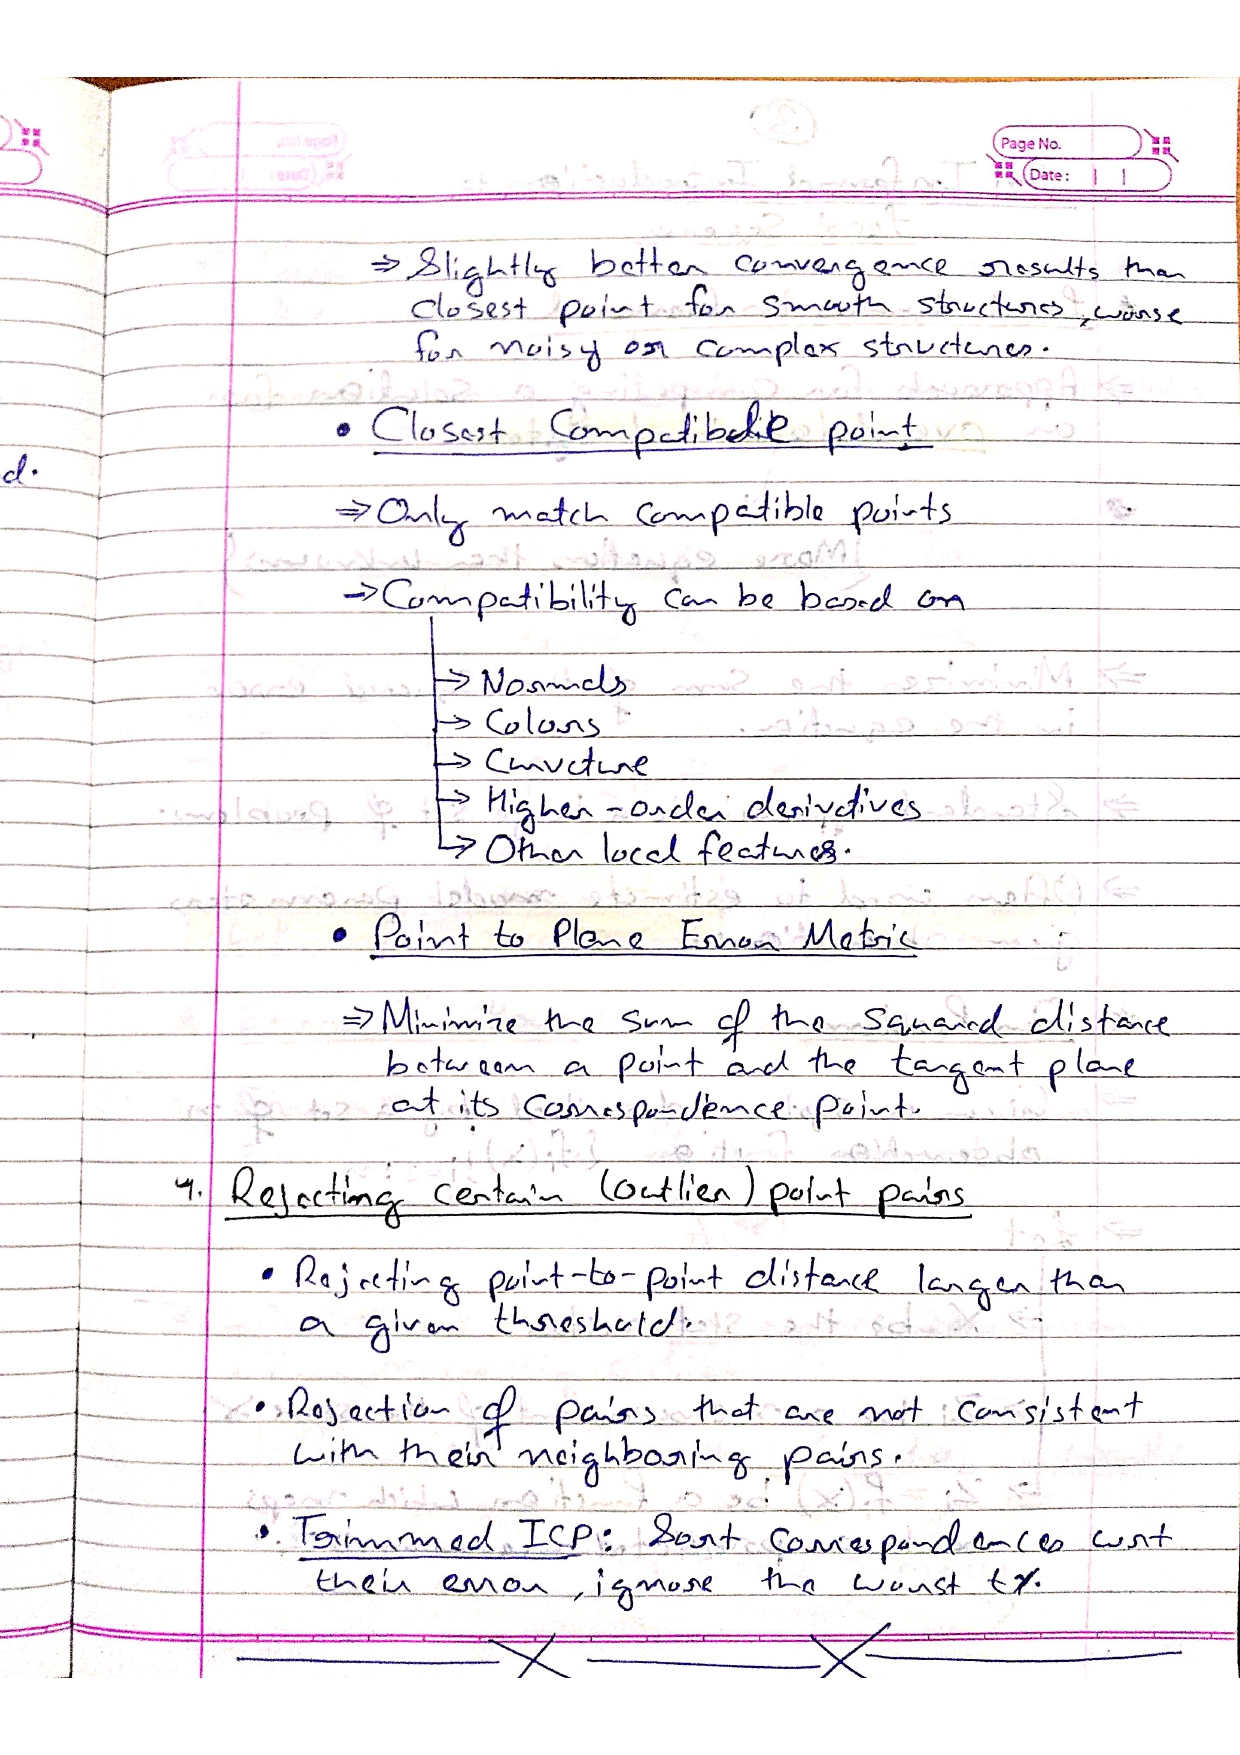 Page No.
Date:
⇒ Slightly better convergence results than
closest point for smooth structures, worse
for noisy or complex structures.
• Closest Compatible point
d.
⇒ Only match compatible points
→ Compatibility can be based on
→ Normals
→ Colors
→ Curvature
→ Higher-order derivatives
→ Other local features.
• Point to Plane Error Metric
⇒ Minimize the sum of the squared distance
between a point and the tangent plane
at its correspondence point.
4. Rejecting certain (outlier) point pairs
• Rejecting point-to-point distance larger than
a given threshold.
• Rejection of pairs that are not consistent
with their neighboring pairs.
• Trimmed ICP: Sort correspondences wrt
their error, ignore the worst t%.